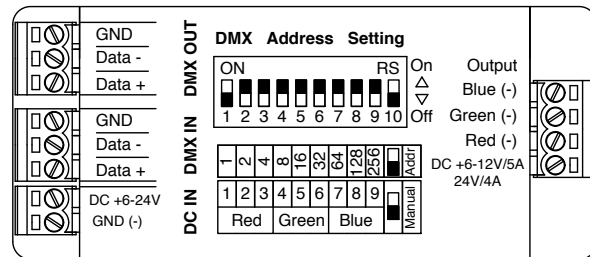 GND
Data -
Data +
GND
Data -
Data +
DC +6-24V
GND (-)
DMX OUT
DMX IN
DC IN
DMX Address Setting
ON RS
1 2 3 4 5 6 7 8 9 10
On
Off
1 2 4 8 16 32 64 128 256 Addr
1 2 3 4 5 6 7 8 9 Manual
Red Green Blue
Output
Blue (-)
Green (-)
Red (-)
DC +6-12V/5A
24V/4A